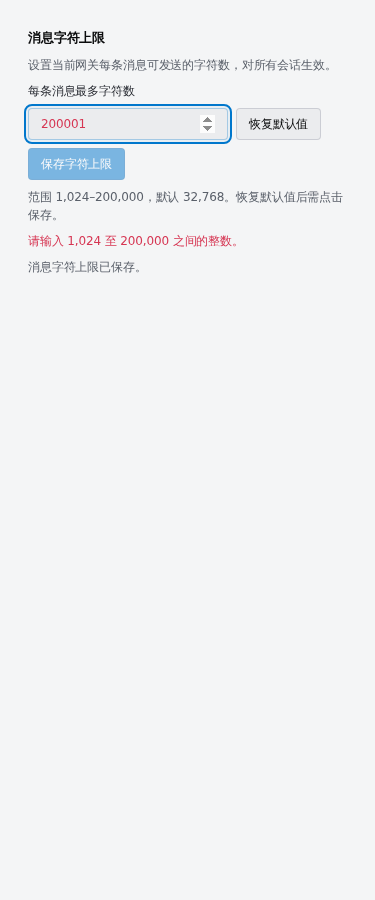 消息字符上限
设置当前网关每条消息可发送的字符数，对所有会话生效。
每条消息最多字符数
200001
恢复默认值
保存字符上限
范围 1,024–200,000，默认 32,768。恢复默认值后需点击
保存。
请输入 1,024 至 200,000 之间的整数。
消息字符上限已保存。